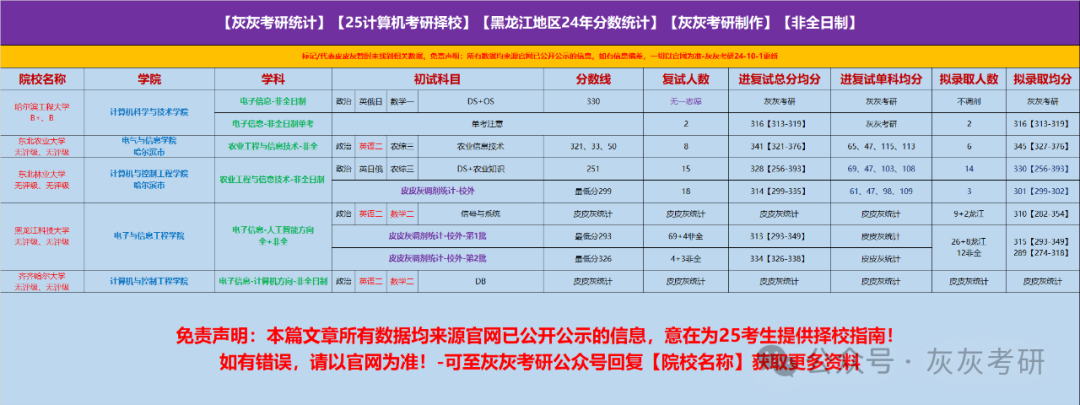 【灰灰考研统计】【25计算机考研择校】【黑龙江地区24年分数统计】【灰灰考研制作】【非全日制】
标记/代表皮皮灰暂时未找到相关数据，免责声明：所有数据均来源官网已公开公示的信息，如有信息偏差，一切以官网为准-灰灰考研24-10-1更新
院校名称 学院 学科 初试科目 分数线 复试人数 进复试总分均分 进复试单科均分 拟录取人数 拟录取均分
哈尔滨工程大学 B+、B 计算机科学与技术学院 电子信息-非全日制 政治 英俄日 数学一 DS+OS 330 无一志愿 灰灰考研 灰灰考研 不调剂 灰灰考研
电子信息-非全日制单考 单考注意 2 316【313-319】 灰灰考研 2 316【313-319】
东北农业大学 无评级、无评级 电气与信息学院 哈尔滨市 农业工程与信息技术-非全 政治 英语二 农综三 农业信息技术 321、33、50 8 341【321-376】 65、47、115、113 6 345【327-376】
东北林业大学 无评级、无评级 计算机与控制工程学院 哈尔滨市 农业工程与信息技术-非全日制 政治 英日俄 农综三 DS+农业知识 251 15 328【256-393】 69、47、103、108 14 330【256-393】
皮皮灰调剂统计-校外 最低分299 18 314【299-335】 61、47、98、109 3 301【299-302】
黑龙江科技大学 无评级、无评级 电子与信息工程学院 电子信息-人工智能方向 全+非全 政治 英语二 数学二 信号与系统 皮皮灰统计 皮皮灰统计 皮皮灰统计 皮皮灰统计 9+2龙江 310【282-354】
皮皮灰调剂统计-校外-第1批 最低分293 69+4非全 313【293-349】 皮皮灰统计 26+8龙江 12非全 315【293-349】 289【274-318】
皮皮灰调剂统计-校外-第2批 最低分326 4+3非全 334【326-338】 皮皮灰统计
齐齐哈尔大学 无评级、无评级 计算机与控制工程学院 电子信息-计算机方向-非全日制 政治 英语二 数学二 DB 皮皮灰统计 皮皮灰统计 皮皮灰统计 皮皮灰统计 皮皮灰统计 皮皮灰统计
免责声明：本篇文章所有数据均来源官网已公开公示的信息，意在为25考生提供择校指南！
如有错误，请以官网为准！-可至灰灰考研公众号回复【院校名称】获取更多资料
公众号·灰灰考研